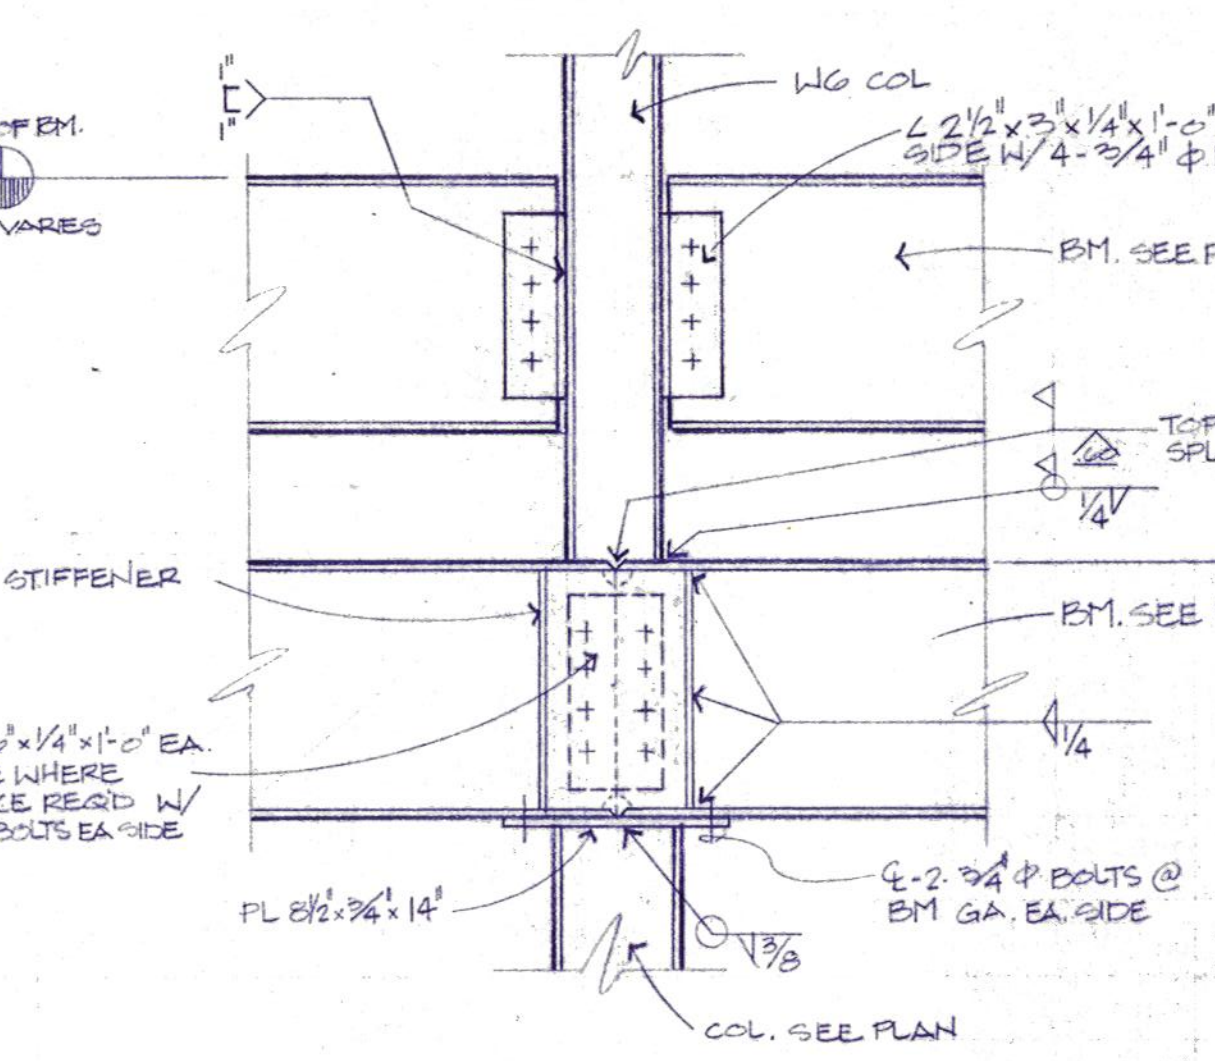 1"
1"
W6 COL
OF BM.
L 2½" x 3" x ¼" x 1'-0"
SIDE W/ 4-¾" φ
VARIES
BM. SEE
TOP
60
SPL
¼
STIFFENER
BM. SEE
" x ¼" x 1'-0" EA.
WHERE
REQ'D W/
BOLTS EA SIDE
¼
PL 8½" x ¾" x 14"
℄-2 ¾" φ BOLTS @
BM GA. EA. SIDE
3/8
COL. SEE PLAN